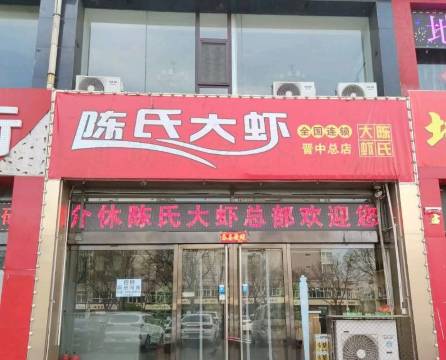 陈氏大虾
全国连锁
晋中总店
大陈
虾氏
介休陈氏大虾总部欢迎您